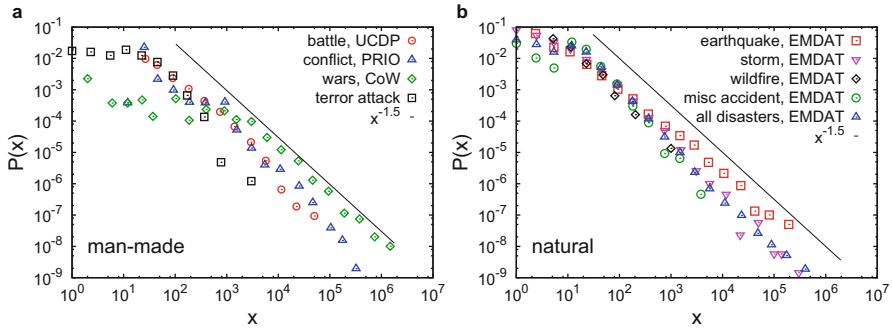 a
10^-1
10^-2
10^-3
10^-4
10^-5
10^-6
10^-7
10^-8
10^-9
P(x)
10^0 10^1 10^2 10^3 10^4 10^5 10^6 10^7
x
battle, UCDP
conflict, PRIO
wars, CoW
terror attack
x^-1.5
man-made
b
10^-1
10^-2
10^-3
10^-4
10^-5
10^-6
10^-7
10^-8
10^-9
P(x)
10^0 10^1 10^2 10^3 10^4 10^5 10^6 10^7
x
earthquake, EMDAT
storm, EMDAT
wildfire, EMDAT
misc accident, EMDAT
all disasters, EMDAT
x^-1.5
natural